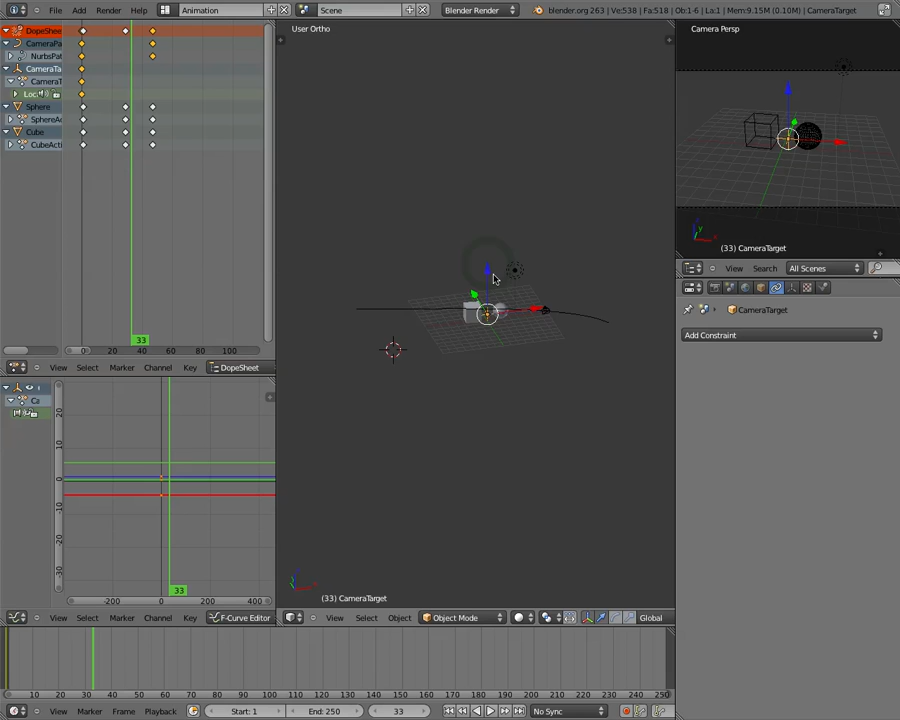 File Add Render Help Animation Scene Blender Render blender.org 263 | Ve:538 | Fa:518 | Ob:1-6 | La:1 | Mem:9.15M (0.10M) | CameraTarget
DopeShee
CameraPa
NurbsPat
CameraTa
CameraT
Loc
Sphere
SphereAc
Cube
CubeActi
33
0 20 40 60 80 100
View Select Marker Channel Key DopeSheet
User Ortho
(33) CameraTarget
View Select Object Object Mode Global
Camera Persp
(33) CameraTarget
View Search All Scenes
CameraTarget
Add Constraint
Ca
20
10
0
-10
-20
-30
33
-200 0 200 400
View Select Marker Channel Key F-Curve Editor
10 20 30 40 50 60 70 80 90 100 110 120 130 140 150 160 170 180 190 200 210 220 230 240 250
View Marker Frame Playback Start: 1 End: 250 33 No Sync